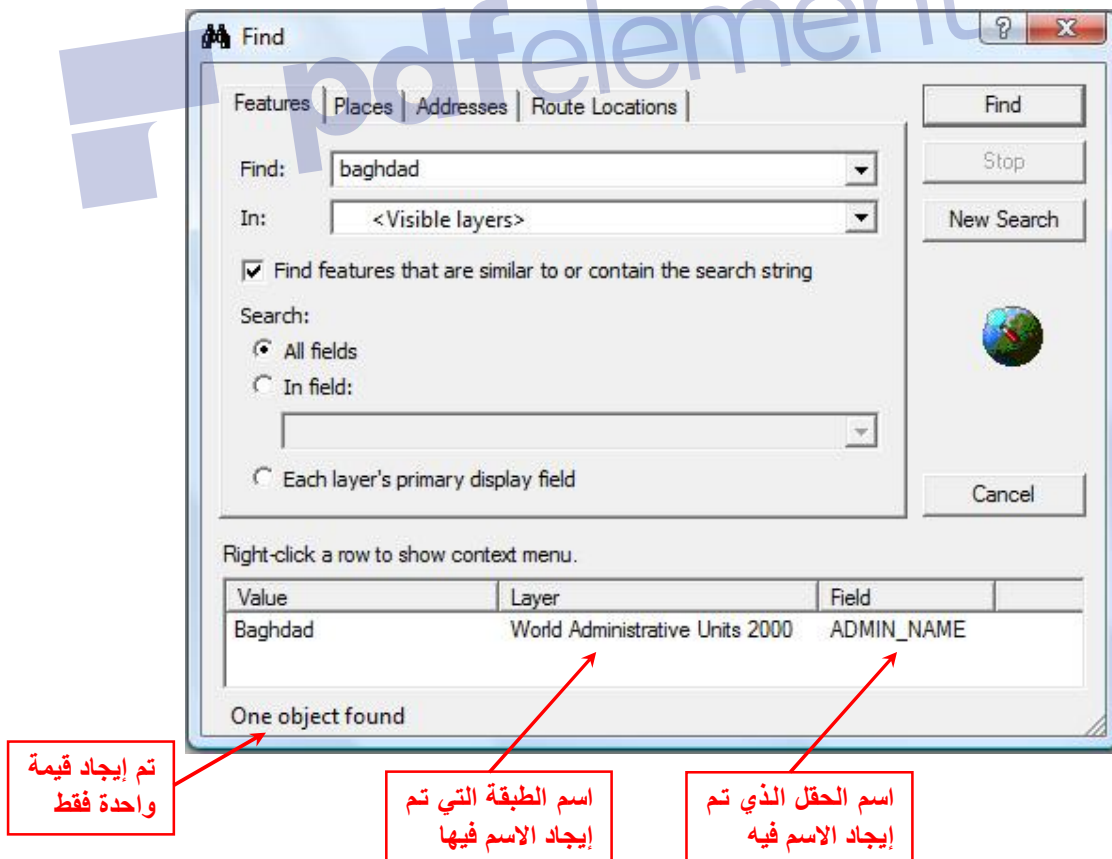 pdfelement
Find
Features Places Addresses Route Locations
Find
Find: baghdad
Stop
In: <Visible layers>
New Search
Find features that are similar to or contain the search string
Search:
All fields
In field:
Each layer's primary display field
Cancel
Right-click a row to show context menu.
Value Layer Field
Baghdad World Administrative Units 2000 ADMIN_NAME
One object found
تم إيجاد قيمة
واحدة فقط
اسم الطبقة التي تم
إيجاد الاسم فيها
اسم الحقل الذي تم
إيجاد الاسم فيه